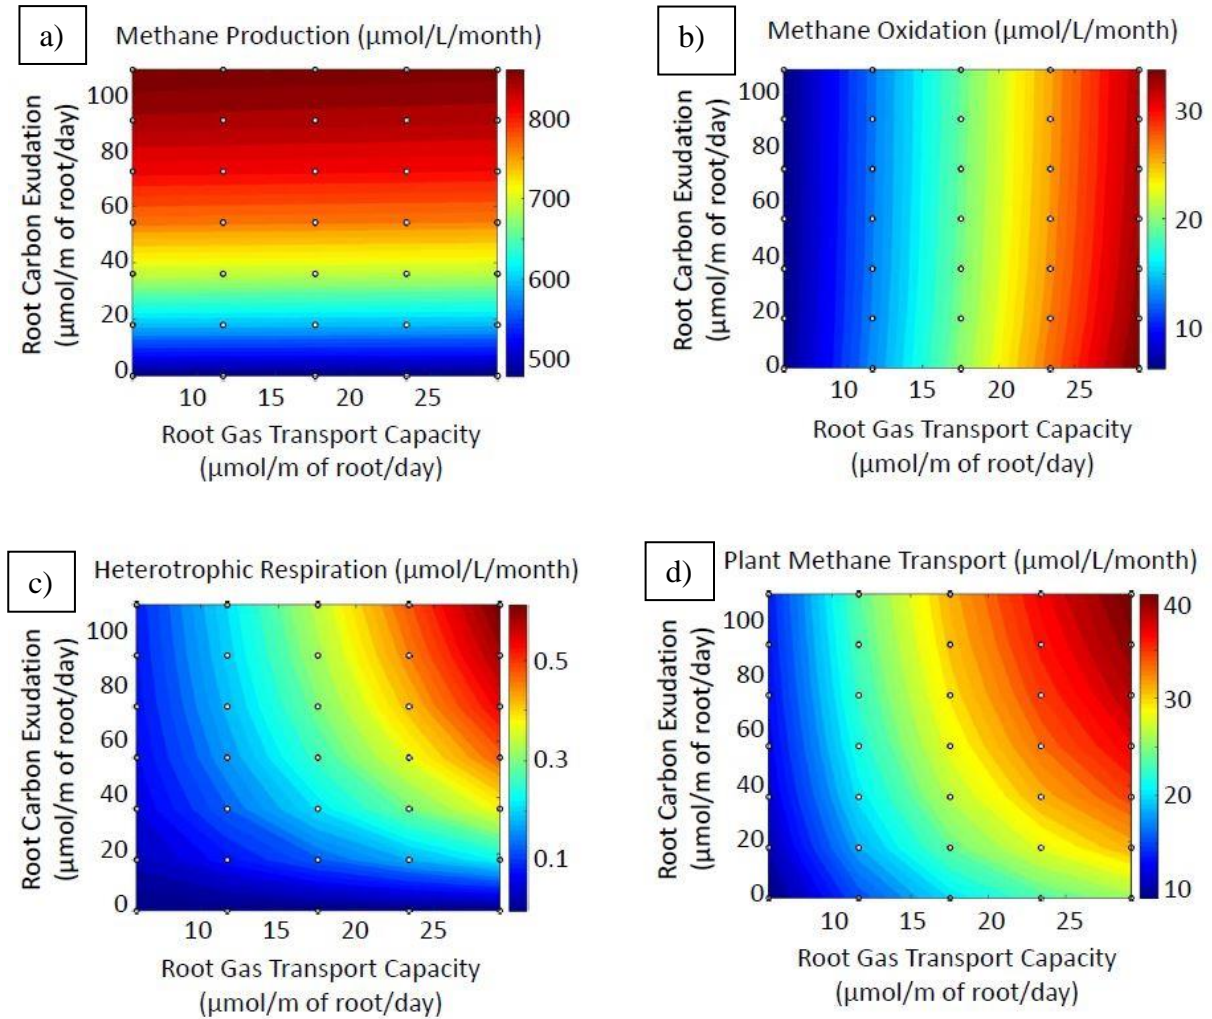 a)
Methane Production (µmol/L/month)
Root Carbon Exudation
(µmol/m of root/day)
100
80
60
40
20
0
10 15 20 25
Root Gas Transport Capacity
(µmol/m of root/day)
800
700
600
500
b)
Methane Oxidation (µmol/L/month)
Root Carbon Exudation
(µmol/m of root/day)
100
80
60
40
20
0
10 15 20 25
Root Gas Transport Capacity
(µmol/m of root/day)
30
20
10
c)
Heterotrophic Respiration (µmol/L/month)
Root Carbon Exudation
(µmol/m of root/day)
100
80
60
40
20
0
10 15 20 25
Root Gas Transport Capacity
(µmol/m of root/day)
0.5
0.3
0.1
d)
Plant Methane Transport (µmol/L/month)
Root Carbon Exudation
(µmol/m of root/day)
100
80
60
40
20
0
10 15 20 25
Root Gas Transport Capacity
(µmol/m of root/day)
40
30
20
10